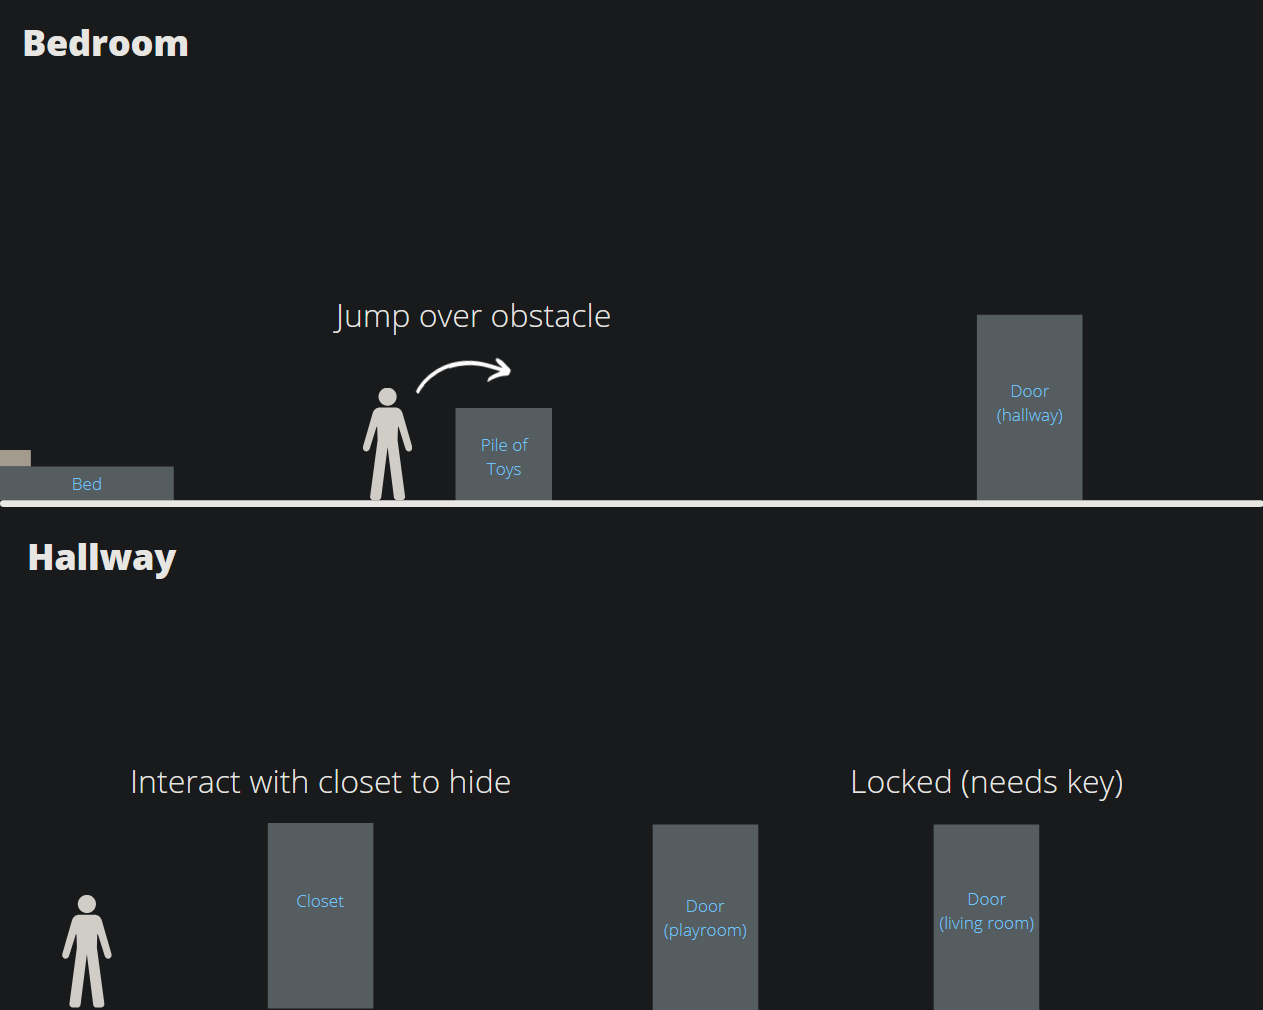 Bedroom
Jump over obstacle
Door
(hallway)
Pile of
Toys
Bed
Hallway
Interact with closet to hide
Locked (needs key)
Closet
Door
(playroom)
Door
(living room)